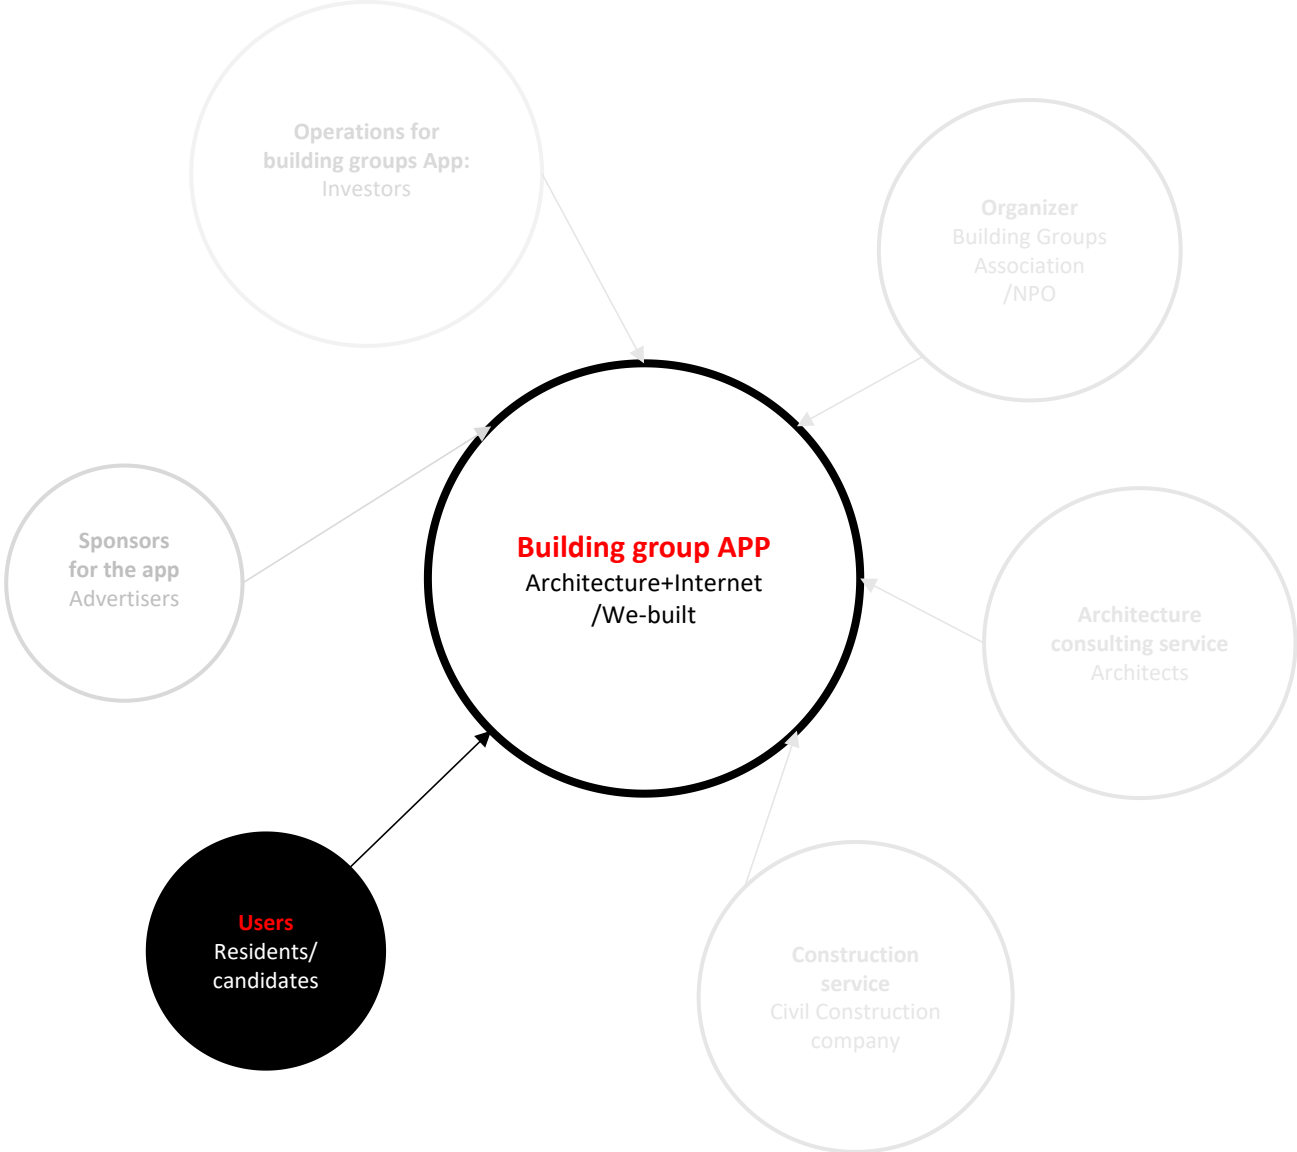 Operations for
building groups App:
Investors
Organizer
Building Groups
Association
/NPO
Sponsors
for the app
Advertisers
Building group APP
Architecture+Internet
/We-built
Architecture
consulting service
Architects
Users
Residents/
candidates
Construction
service
Civil Construction
company